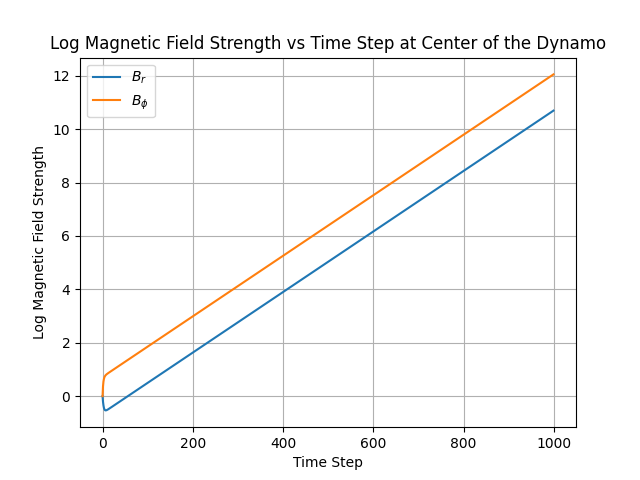 Log Magnetic Field Strength vs Time Step at Center of the Dynamo
B_r
B_ϕ
12
10
8
6
4
2
0
Log Magnetic Field Strength
0 200 400 600 800 1000
Time Step